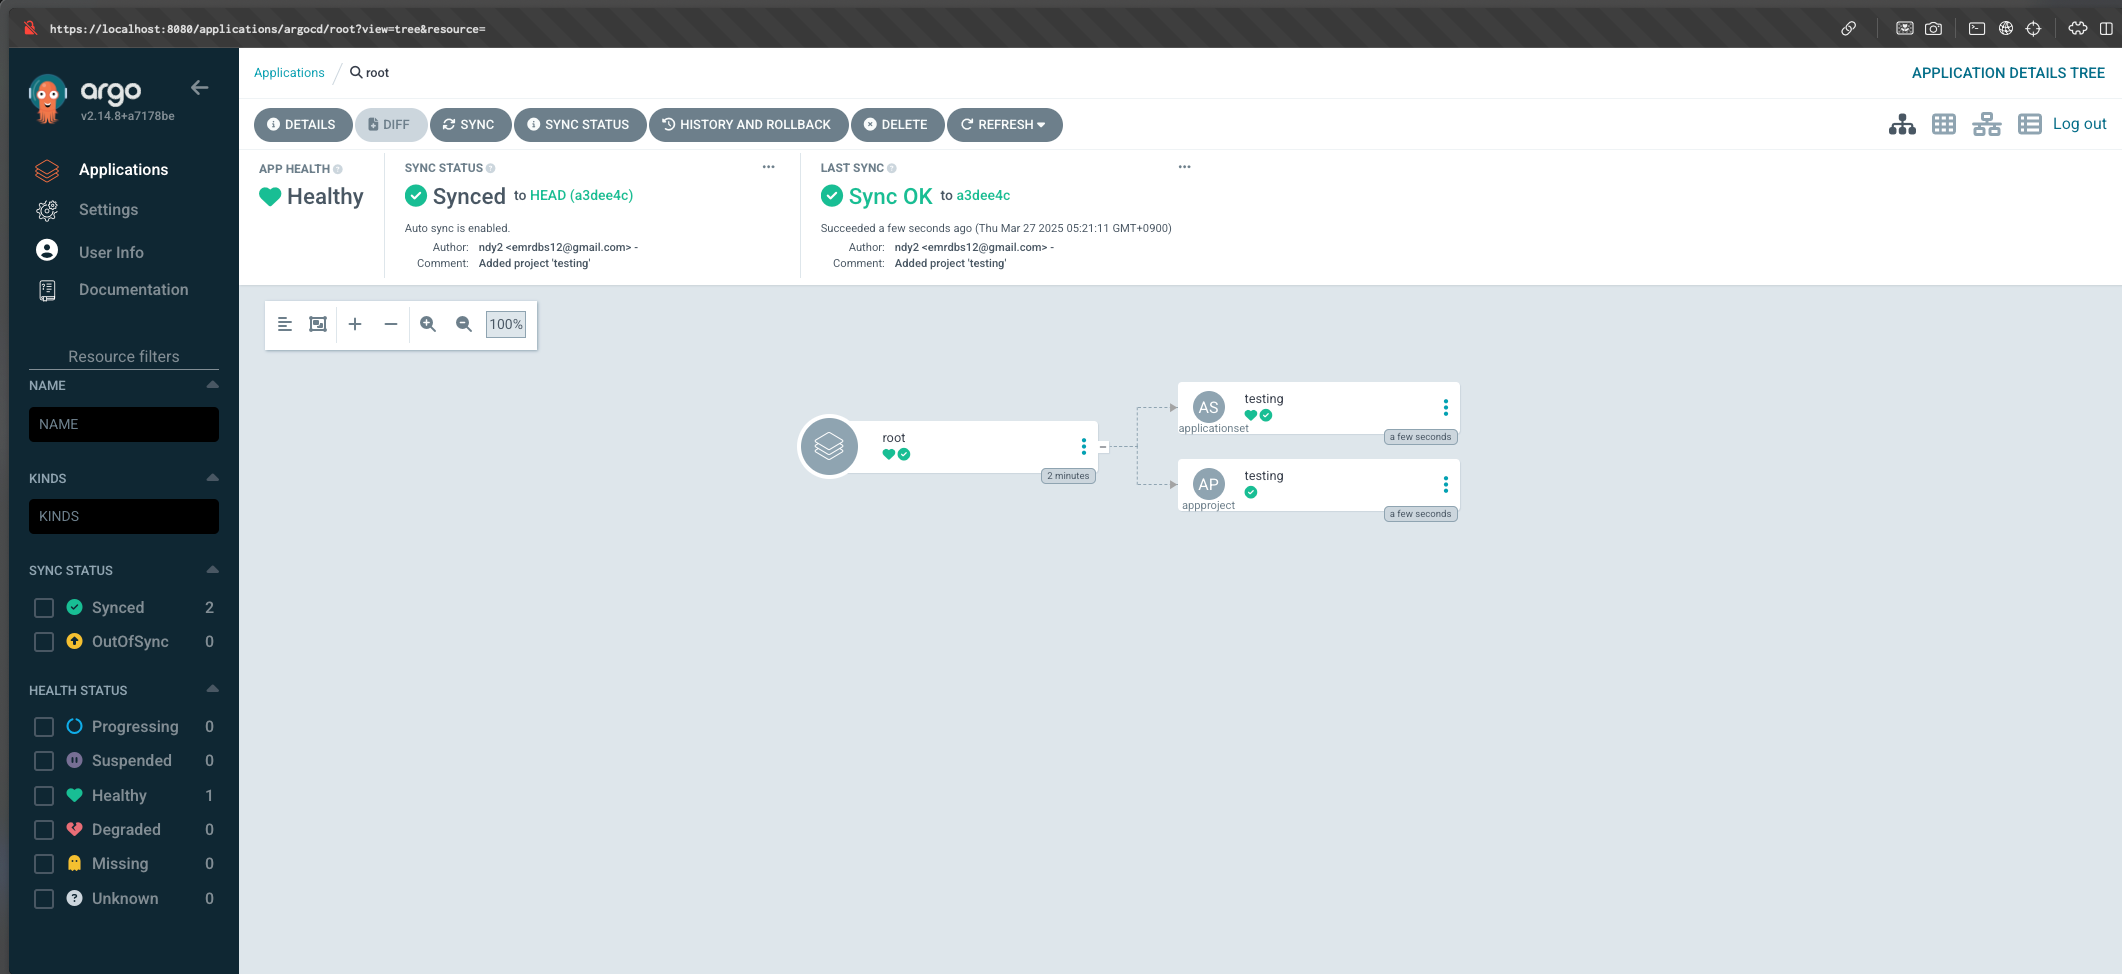 https://localhost:8080/applications/argocd/root?view=tree&resource=
argo
v2.14.8+a7178be
Applications
Settings
User Info
Documentation
Resource filters
NAME
NAME
KINDS
KINDS
SYNC STATUS
Synced 2
OutOfSync 0
HEALTH STATUS
Progressing 0
Suspended 0
Healthy 1
Degraded 0
Missing 0
Unknown 0
Applications / root
APPLICATION DETAILS TREE
DETAILS DIFF SYNC SYNC STATUS HISTORY AND ROLLBACK DELETE REFRESH
Log out
APP HEALTH
Healthy
SYNC STATUS
Synced to HEAD (a3dee4c)
Auto sync is enabled.
Author: ndy2 <emrdbs12@gmail.com> -
Comment: Added project 'testing'
LAST SYNC
Sync OK to a3dee4c
Succeeded a few seconds ago (Thu Mar 27 2025 05:21:11 GMT+0900)
Author: ndy2 <emrdbs12@gmail.com> -
Comment: Added project 'testing'
100%
root
2 minutes
AS
applicationset
testing
a few seconds
AP
appproject
testing
a few seconds